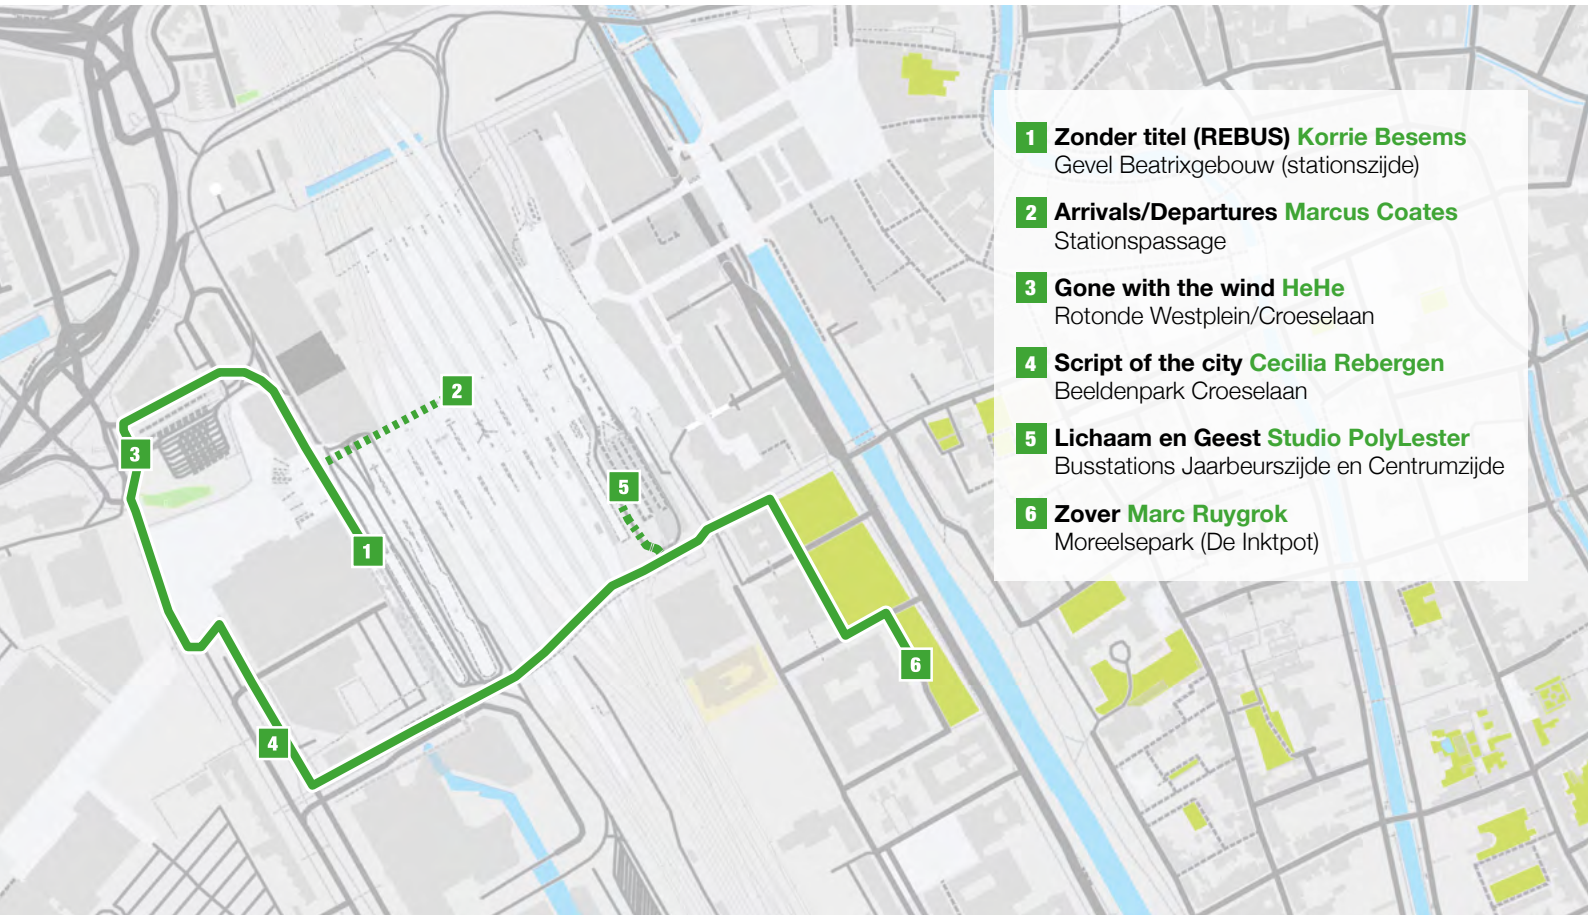 1 Zonder titel (REBUS) Korrie Besems
Gevel Beatrixgebouw (stationszijde)
2 Arrivals/Departures Marcus Coates
Stationspassage
3 Gone with the wind HeHe
Rotonde Westplein/Croeselaan
4 Script of the city Cecilia Rebergen
Beeldenpark Croeselaan
5 Lichaam en Geest Studio PolyLester
Busstations Jaarbeurszijde en Centrumzijde
6 Zover Marc Ruygrok
Moreelsepark (De Inktpot)
2
3
5
1
6
4